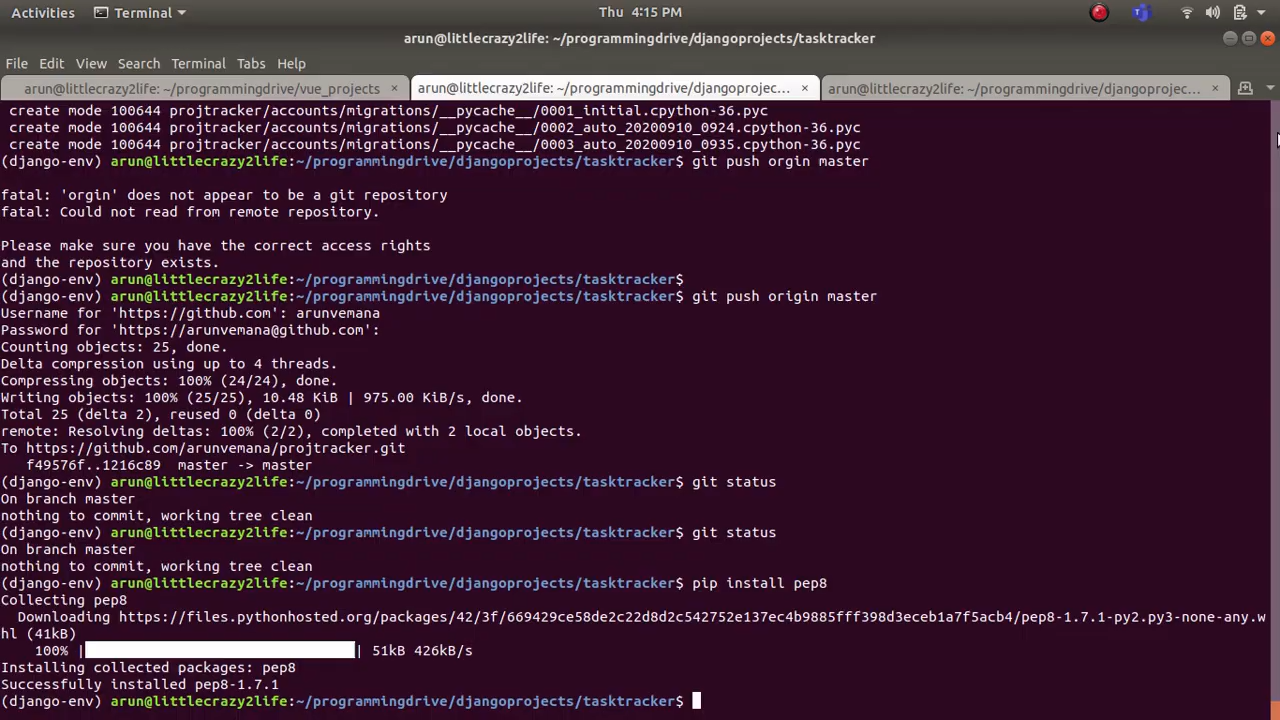 Activities Terminal Thu 4:15 PM
arun@littlecrazy2life: ~/programmingdrive/djangoprojects/tasktracker
File Edit View Search Terminal Tabs Help
arun@littlecrazy2life: ~/programmingdrive/vue_projects × arun@littlecrazy2life: ~/programmingdrive/djangoprojec... × arun@littlecrazy2life: ~/programmingdrive/djangoprojec... ×
create mode 100644 projtracker/accounts/migrations/__pycache__/0001_initial.cpython-36.pyc
create mode 100644 projtracker/accounts/migrations/__pycache__/0002_auto_20200910_0924.cpython-36.pyc
create mode 100644 projtracker/accounts/migrations/__pycache__/0003_auto_20200910_0935.cpython-36.pyc
(django-env) arun@littlecrazy2life:~/programmingdrive/djangoprojects/tasktracker$ git push orgin master
fatal: 'orgin' does not appear to be a git repository
fatal: Could not read from remote repository.
Please make sure you have the correct access rights
and the repository exists.
(django-env) arun@littlecrazy2life:~/programmingdrive/djangoprojects/tasktracker$
(django-env) arun@littlecrazy2life:~/programmingdrive/djangoprojects/tasktracker$ git push origin master
Username for 'https://github.com': arunvemana
Password for 'https://arunvemana@github.com':
Counting objects: 25, done.
Delta compression using up to 4 threads.
Compressing objects: 100% (24/24), done.
Writing objects: 100% (25/25), 10.48 KiB | 975.00 KiB/s, done.
Total 25 (delta 2), reused 0 (delta 0)
remote: Resolving deltas: 100% (2/2), completed with 2 local objects.
To https://github.com/arunvemana/projtracker.git
f49576f..1216c89 master -> master
(django-env) arun@littlecrazy2life:~/programmingdrive/djangoprojects/tasktracker$ git status
On branch master
nothing to commit, working tree clean
(django-env) arun@littlecrazy2life:~/programmingdrive/djangoprojects/tasktracker$ git status
On branch master
nothing to commit, working tree clean
(django-env) arun@littlecrazy2life:~/programmingdrive/djangoprojects/tasktracker$ pip install pep8
Collecting pep8
Downloading https://files.pythonhosted.org/packages/42/3f/669429ce58de2c22d8d2c542752e137ec4b9885fff398d3eceb1a7f5acb4/pep8-1.7.1-py2.py3-none-any.w
hl (41kB)
100% | | 51kB 426kB/s
Installing collected packages: pep8
Successfully installed pep8-1.7.1
(django-env) arun@littlecrazy2life:~/programmingdrive/djangoprojects/tasktracker$